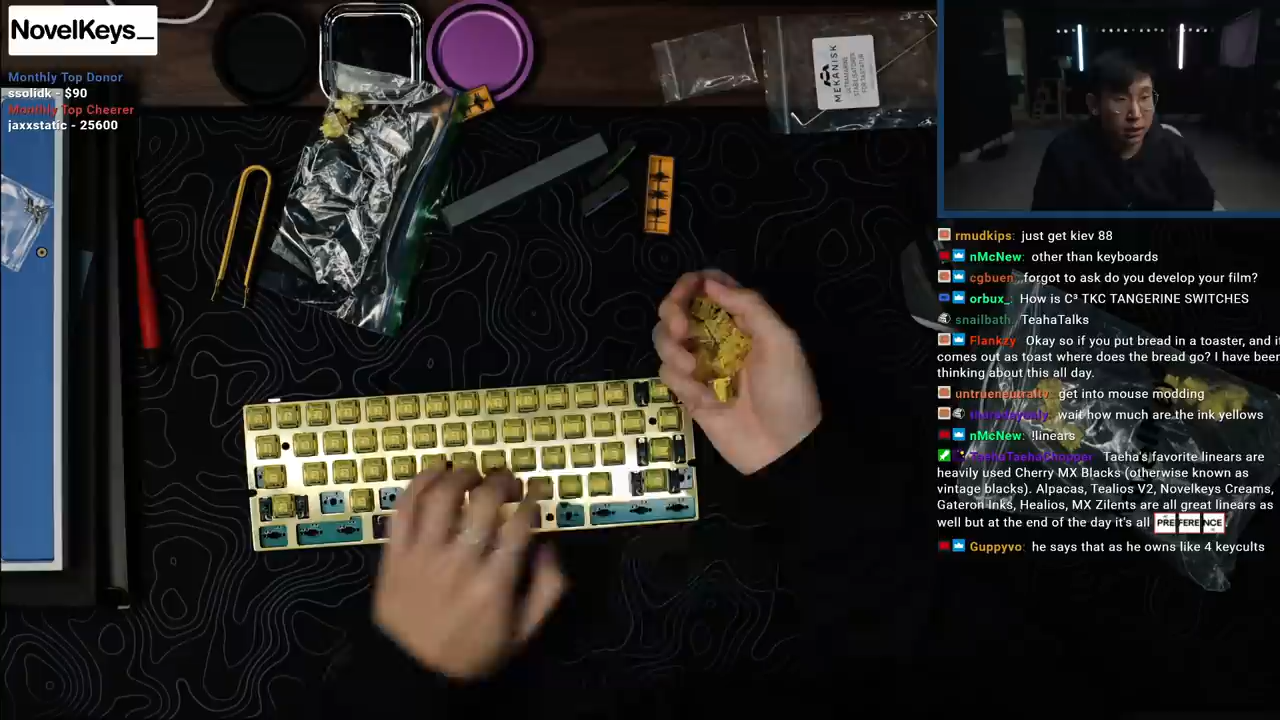 NovelKeys_
Monthly Top Donor
ssolidk - $90
Monthly Top Cheerer
jaxxstatic - 25600
MEKANISK
ULTRAMARINE
STABILISATORER
FOR TASTATUR
rmudkips: just get kiev 88
nMcNew: other than keyboards
cgbuen: forgot to ask do you develop your film?
orbux_: How is C³ TKC TANGERINE SWITCHES
snailbath: TeahaTalks
Flankzy: Okay so if you put bread in a toaster, and i
comes out as toast where does the bread go? I have been
thinking about this all day.
get into mouse modding
wait how much are the ink yellows
nMcNew: !linears
TaehaTaehaChopper: Taeha's favorite linears are
heavily used Cherry MX Blacks (otherwise known as
vintage blacks). Alpacas, Tealios V2, Novelkeys Creams,
Gateron Inks, Healios, MX Zilents are all great linears as
well but at the end of the day it's all PREFERENCE
Guppyvo: he says that as he owns like 4 keycults